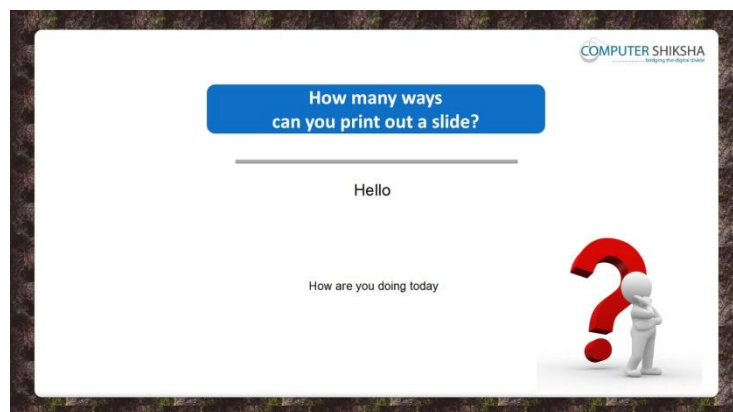 COMPUTER SHIKSHA
bridging the digital divide
How many ways
can you print out a slide?
Hello
How are you doing today